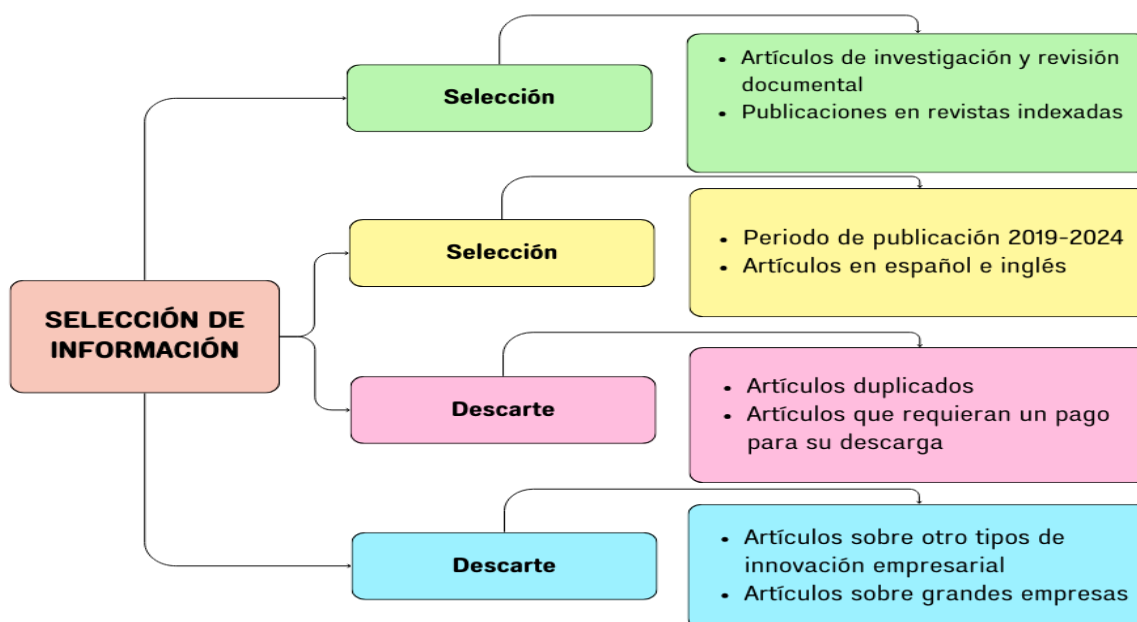 SELECCIÓN DE
INFORMACIÓN
Selección
• Artículos de investigación y revisión
documental
• Publicaciones en revistas indexadas
Selección
• Periodo de publicación 2019-2024
• Artículos en español e inglés
Descarte
• Artículos duplicados
• Artículos que requieran un pago
para su descarga
Descarte
• Artículos sobre otro tipos de
innovación empresarial
• Artículos sobre grandes empresas